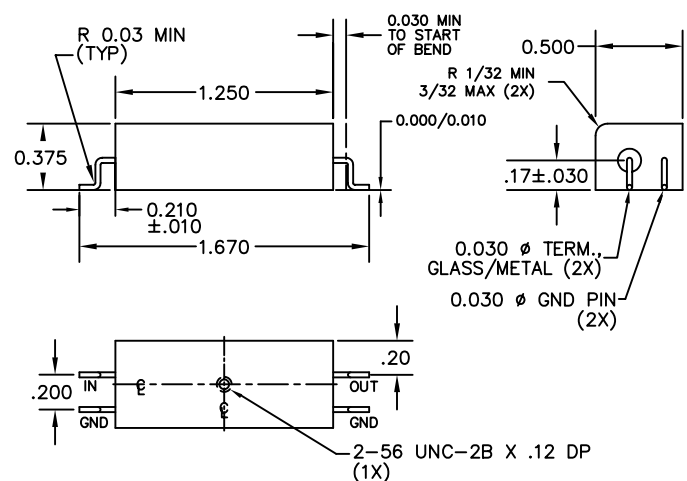 R 0.03 MIN
(TYP)
0.030 MIN
TO START
OF BEND
0.500
R 1/32 MIN
3/32 MAX (2X)
1.250
0.000/0.010
0.375
.17±.030
0.210
±.010
1.670
0.030 ø TERM.,
GLASS/METAL (2X)
0.030 ø GND PIN
(2X)
.20
.200
IN
OUT
GND
GND
2-56 UNC-2B X .12 DP
(1X)